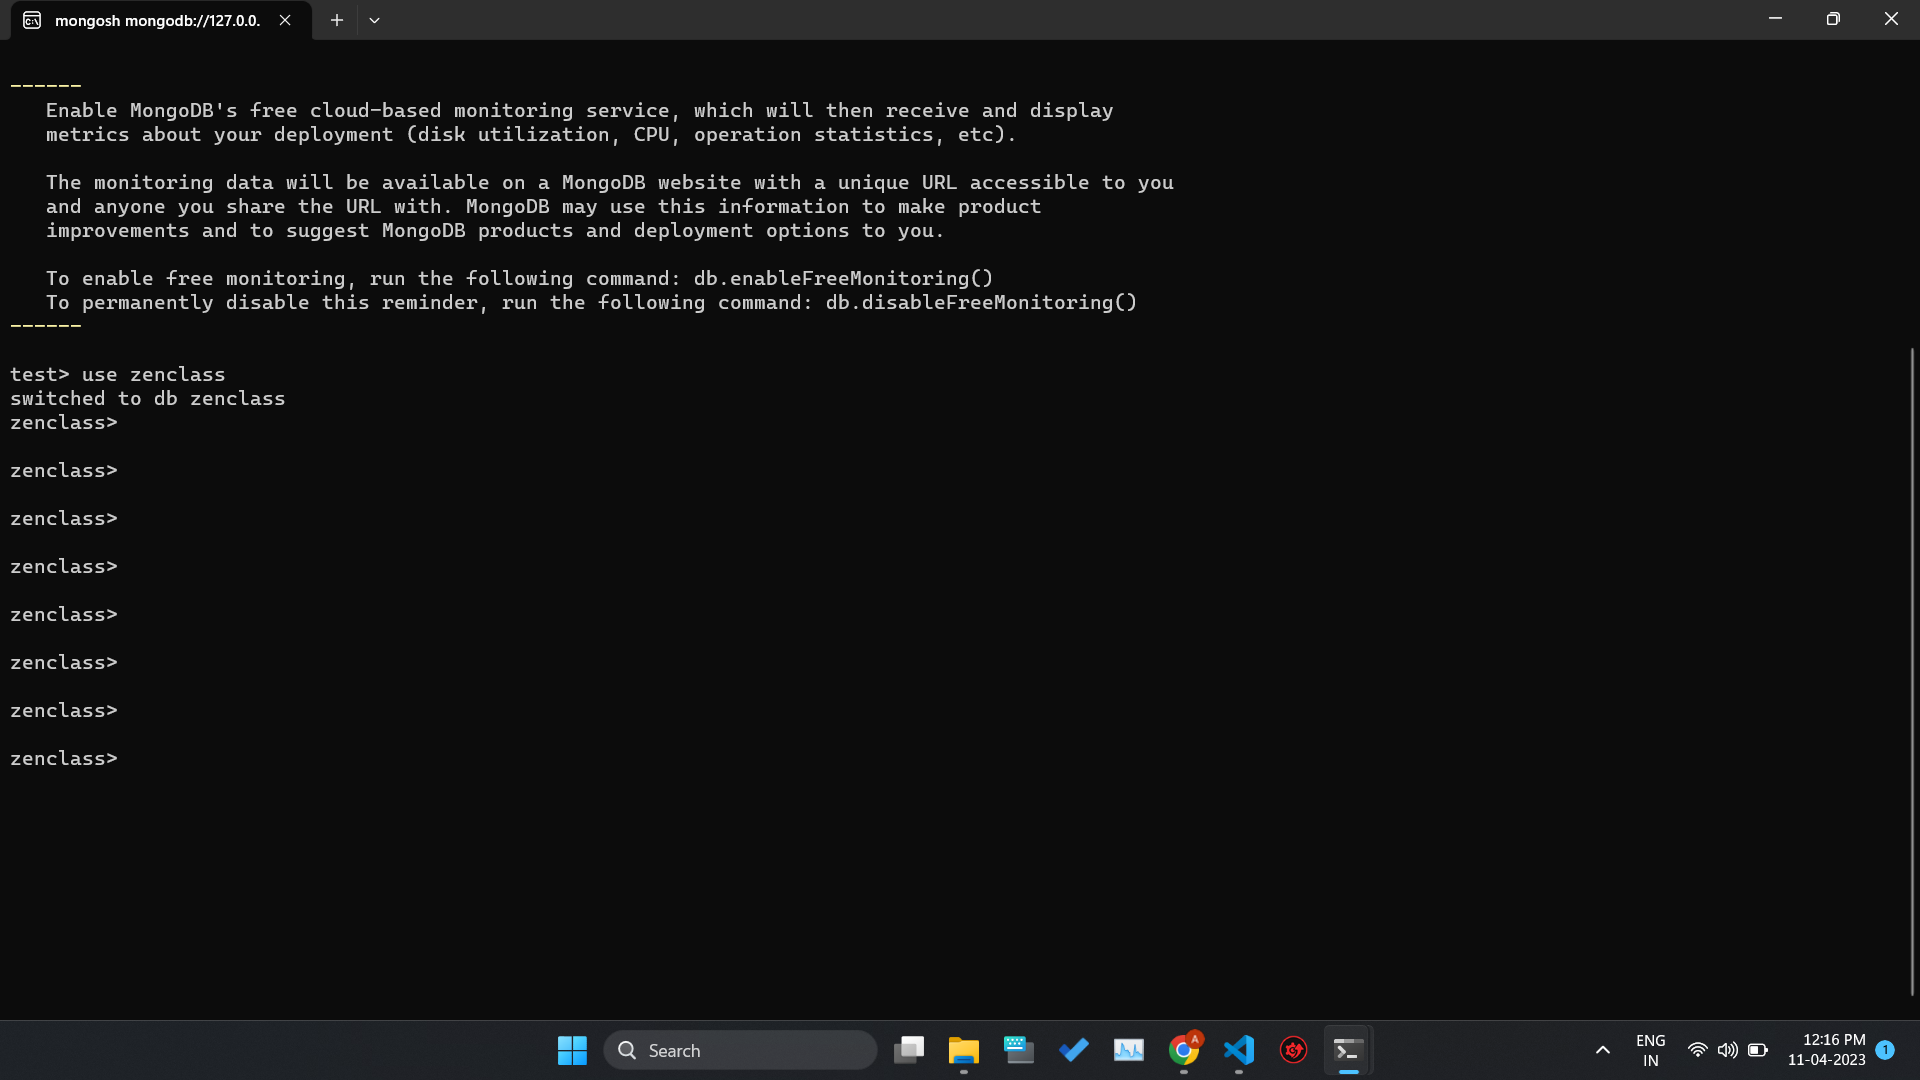 mongosh mongodb://127.0.0.
------
Enable MongoDB's free cloud-based monitoring service, which will then receive and display
metrics about your deployment (disk utilization, CPU, operation statistics, etc).
The monitoring data will be available on a MongoDB website with a unique URL accessible to you
and anyone you share the URL with. MongoDB may use this information to make product
improvements and to suggest MongoDB products and deployment options to you.
To enable free monitoring, run the following command: db.enableFreeMonitoring()
To permanently disable this reminder, run the following command: db.disableFreeMonitoring()
------
test> use zenclass
switched to db zenclass
zenclass>
zenclass>
zenclass>
zenclass>
zenclass>
zenclass>
zenclass>
zenclass>
Search
A
ENG
IN
12:16 PM
11-04-2023
1